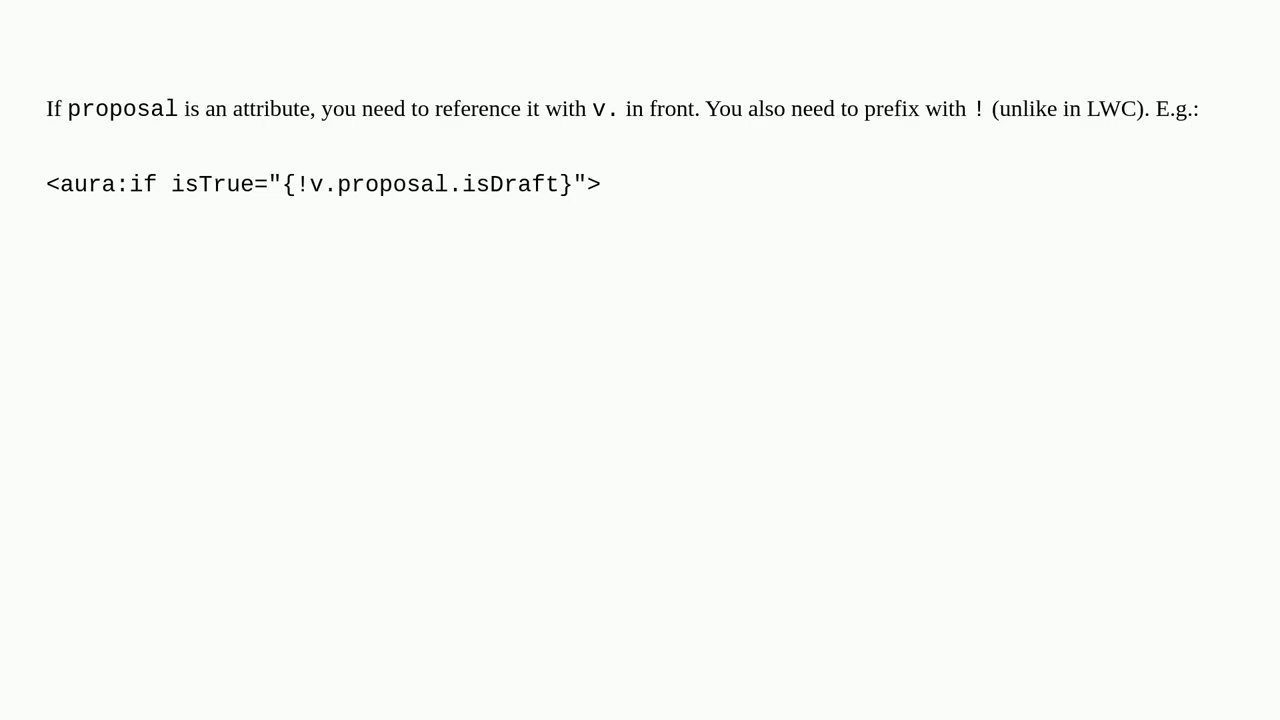 If proposal is an attribute, you need to reference it with v. in front. You also need to prefix with ! (unlike in LWC). E.g.:
<aura:if isTrue="{!v.proposal.isDraft}">